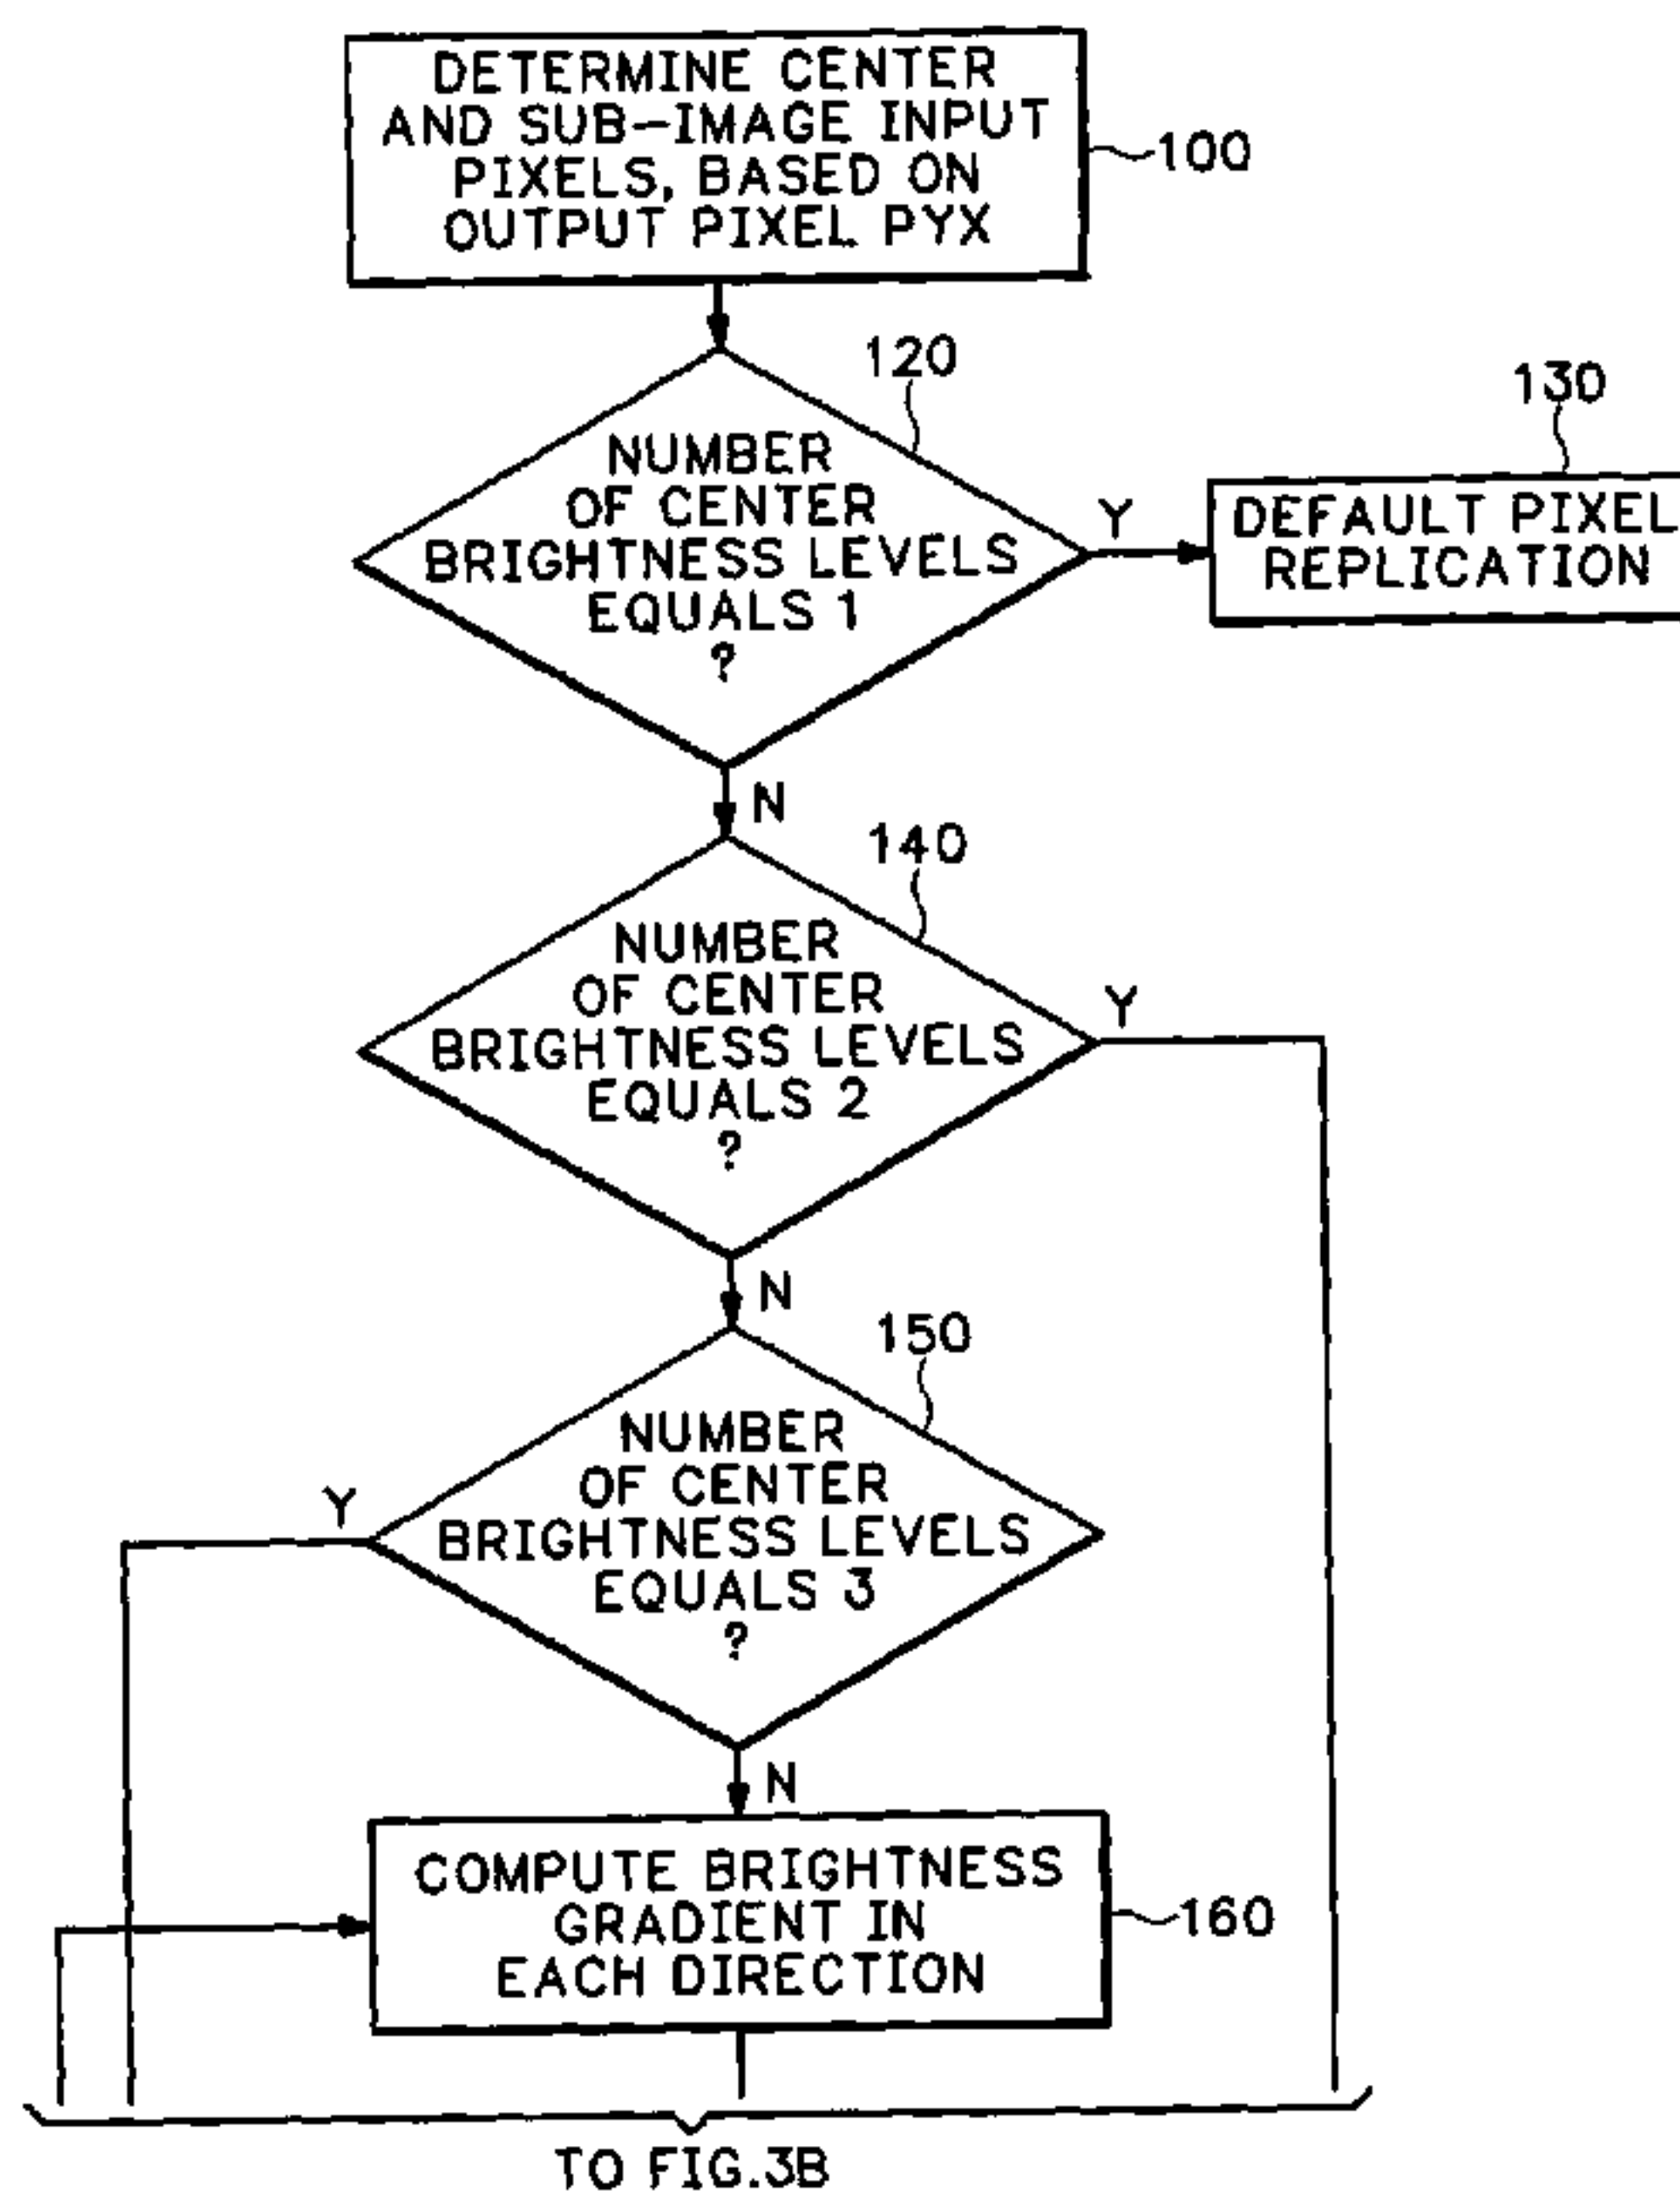 DETERMINE CENTER
AND SUB-IMAGE INPUT
PIXELS, BASED ON
OUTPUT PIXEL PYX
100
120
NUMBER
OF CENTER
BRIGHTNESS LEVELS
EQUALS 1
?
Y
130
DEFAULT PIXEL
REPLICATION
N
140
NUMBER
OF CENTER
BRIGHTNESS LEVELS
EQUALS 2
?
Y
N
150
NUMBER
OF CENTER
BRIGHTNESS LEVELS
EQUALS 3
?
Y
N
COMPUTE BRIGHTNESS
GRADIENT IN
EACH DIRECTION
160
TO FIG.3B